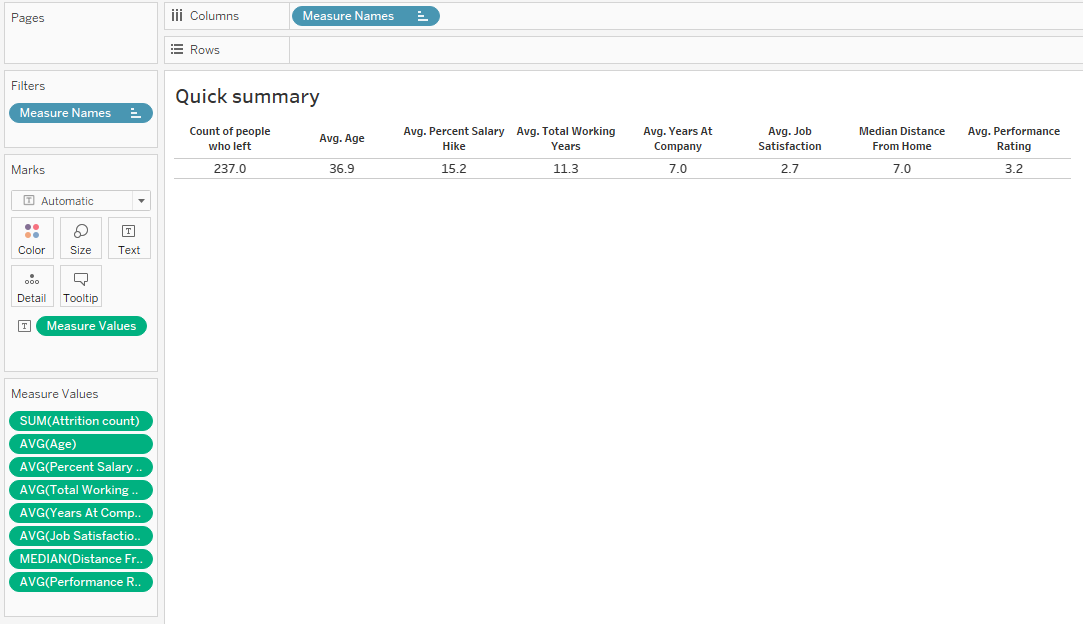 Pages
Columns
Measure Names
Rows
Filters
Measure Names
Marks
Automatic
Color Size Text
Detail Tooltip
Measure Values
Measure Values
SUM(Attrition count)
AVG(Age)
AVG(Percent Salary ..
AVG(Total Working ..
AVG(Years At Comp..
AVG(Job Satisfactio..
MEDIAN(Distance Fr..
AVG(Performance R..
Quick summary
Count of people Avg. Age Avg. Percent Salary Avg. Total Working Avg. Years At Avg. Job Median Distance Avg. Performance
who left Hike Years Company Satisfaction From Home Rating
237.0 36.9 15.2 11.3 7.0 2.7 7.0 3.2